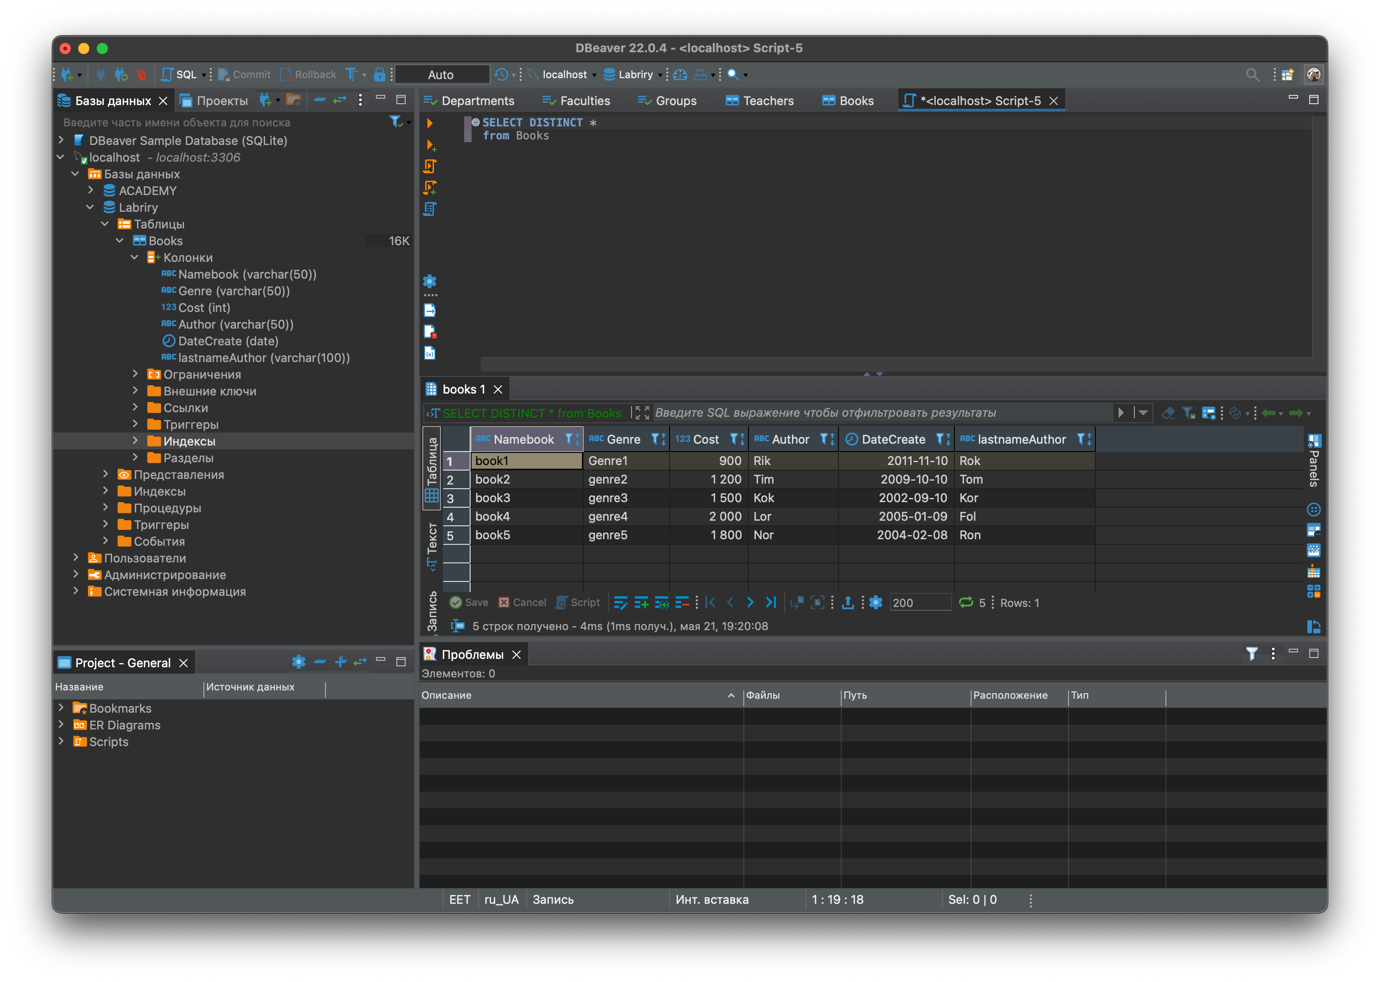 DBeaver 22.0.4 - <localhost> Script-5
SQL Commit Rollback Auto localhost Labriry
Базы данных Проекты
Введите часть имени объекта для поиска
DBeaver Sample Database (SQLite)
localhost - localhost:3306
Базы данных
ACADEMY
Labriry
Таблицы
Books 16K
Колонки
ABC Namebook (varchar(50))
ABC Genre (varchar(50))
123 Cost (int)
ABC Author (varchar(50))
DateCreate (date)
ABC lastnameAuthor (varchar(100))
Ограничения
Внешние ключи
Ссылки
Триггеры
Индексы
Разделы
Представления
Индексы
Процедуры
Триггеры
События
Пользователи
Администрирование
Системная информация
Project - General
Название Источник данных
Bookmarks
ER Diagrams
Scripts
Departments Faculties Groups Teachers Books *<localhost> Script-5
SELECT DISTINCT *
from Books
books 1
SELECT DISTINCT * from Books Введите SQL выражение чтобы отфильтровать результаты
Таблица
Текст
Запись
ABC Namebook ABC Genre 123 Cost ABC Author DateCreate ABC lastnameAuthor
1 book1 Genre1 900 Rik 2011-11-10 Rok
2 book2 genre2 1 200 Tim 2009-10-10 Tom
3 book3 genre3 1 500 Kok 2002-09-10 Kor
4 book4 genre4 2 000 Lor 2005-01-09 Fol
5 book5 genre5 1 800 Nor 2004-02-08 Ron
Panels
Save Cancel Script 200 5 Rows: 1
5 строк получено - 4ms (1ms получ.), мая 21, 19:20:08
Проблемы
Элементов: 0
Описание Файлы Путь Расположение Тип
EET ru_UA Запись Инт. вставка 1 : 19 : 18 Sel: 0 | 0